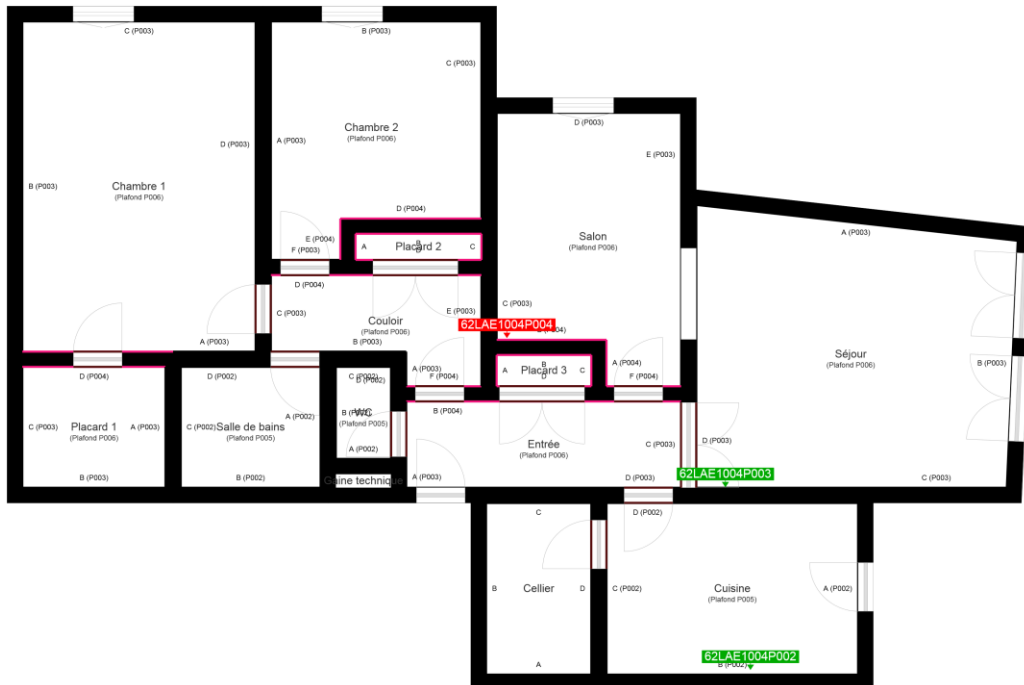 C (P003)
B (P003)
C (P003)
D (P003)
E (P003)
Chambre 2
(Plafond P006)
A (P003)
D (P003)
E (P003)
Chambre 1
(Plafond P006)
B (P003)
D (P004)
A (P003)
Salon
(Plafond P006)
E (P004)
F (P003)
A
Placard 2
B
D
C
D (P004)
C (P003)
E (P003)
C (P003)
Couloir
(Plafond P006)
62LAE1004P004
A (P003)
B (P003)
Séjour
(Plafond P006)
B (P003)
A (P003)
F (P004)
A
Placard 3
B
D
C
A (P004)
F (P004)
D (P004)
D (P002)
C (P002)
D (P002)
C (P003)
Placard 1
(Plafond P006)
A (P003)
C (P002)
Salle de bains
(Plafond P005)
A (P002)
WC
(Plafond P005)
A (P002)
B (P004)
Entrée
(Plafond P006)
C (P003)
D (P003)
B (P003)
B (P002)
Gaine technique
A (P003)
D (P003)
62LAE1004P003
C (P003)
C
D (P002)
B
Cellier
D
C (P002)
Cuisine
(Plafond P005)
A (P002)
A
62LAE1004P002
B (P002)